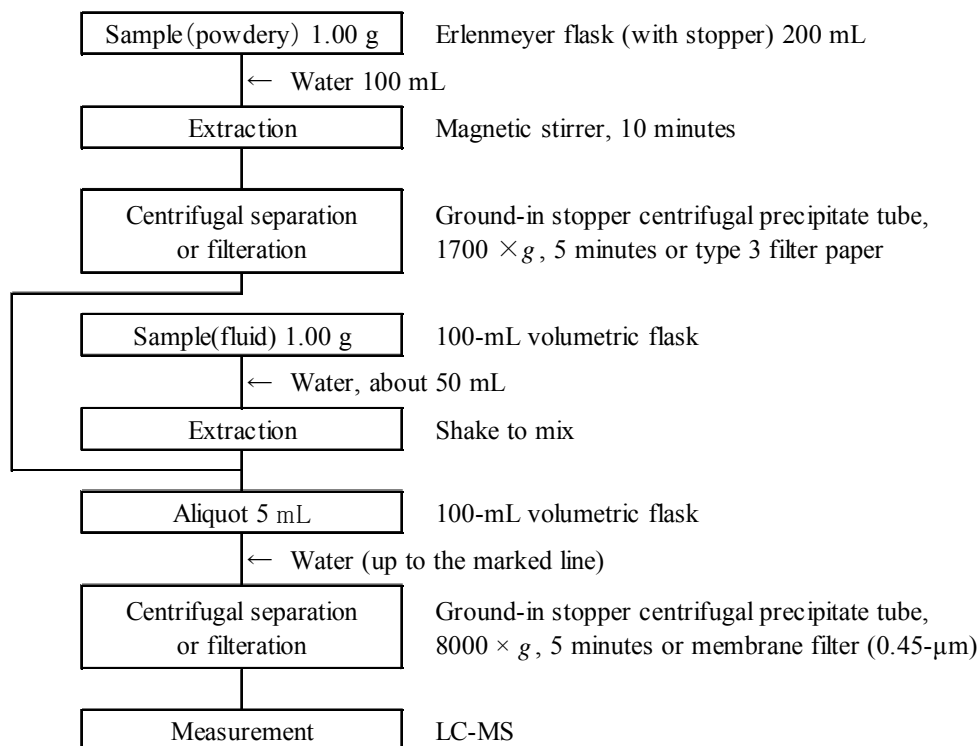 Sample(powdery) 1.00 g Erlenmeyer flask (with stopper) 200 mL
← Water 100 mL
Extraction Magnetic stirrer, 10 minutes
Centrifugal separation Ground-in stopper centrifugal precipitate tube,
or filteration 1700 ×g, 5 minutes or type 3 filter paper
Sample(fluid) 1.00 g 100-mL volumetric flask
← Water, about 50 mL
Extraction Shake to mix
Aliquot 5 mL 100-mL volumetric flask
← Water (up to the marked line)
Centrifugal separation Ground-in stopper centrifugal precipitate tube,
or filteration 8000 × g, 5 minutes or membrane filter (0.45-µm)
Measurement LC-MS